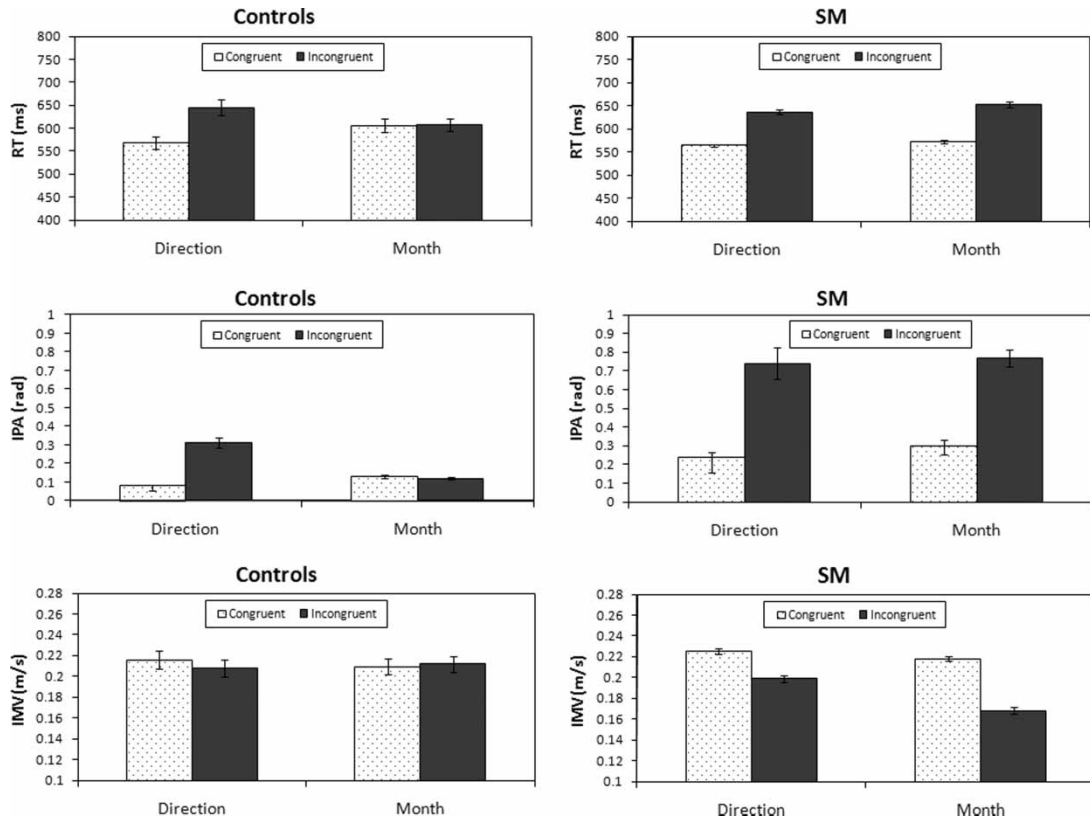 Controls
800
750
700
650
600
550
500
450
400
RT (ms)
Congruent Incongruent
Direction Month
SM
800
750
700
650
600
550
500
450
400
RT (ms)
Congruent Incongruent
Direction Month
Controls
1
0.9
0.8
0.7
0.6
0.5
0.4
0.3
0.2
0.1
0
IPA (rad)
Congruent Incongruent
Direction Month
SM
1
0.9
0.8
0.7
0.6
0.5
0.4
0.3
0.2
0.1
0
IPA (rad)
Congruent Incongruent
Direction Month
Controls
0.28
0.26
0.24
0.22
0.2
0.18
0.16
0.14
0.12
0.1
IMV (m/s)
Congruent Incongruent
Direction Month
SM
0.28
0.26
0.24
0.22
0.2
0.18
0.16
0.14
0.12
0.1
IMV (m/s)
Congruent Incongruent
Direction Month